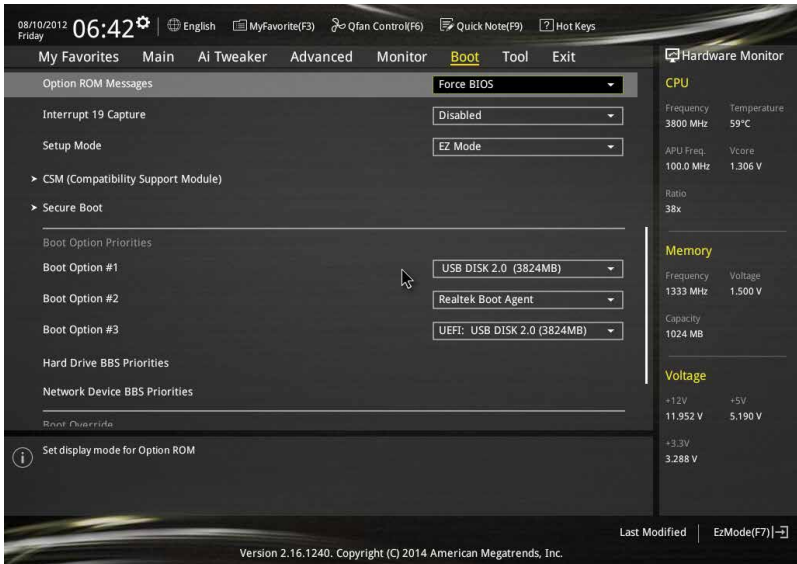 08/10/2012 Friday 06:42 English MyFavorite(F3) Qfan Control(F6) Quick Note(F9) ? Hot Keys
My Favorites Main Ai Tweaker Advanced Monitor Boot Tool Exit
Option ROM Messages Force BIOS
Interrupt 19 Capture Disabled
Setup Mode EZ Mode
> CSM (Compatibility Support Module)
> Secure Boot
Boot Option Priorities
Boot Option #1 USB DISK 2.0 (3824MB)
Boot Option #2 Realtek Boot Agent
Boot Option #3 UEFI: USB DISK 2.0 (3824MB)
Hard Drive BBS Priorities
Network Device BBS Priorities
Boot Override
i Set display mode for Option ROM
Hardware Monitor
CPU
Frequency Temperature
3800 MHz 59°C
APU Freq. Vcore
100.0 MHz 1.306 V
Ratio
38x
Memory
Frequency Voltage
1333 MHz 1.500 V
Capacity
1024 MB
Voltage
+12V +5V
11.952 V 5.190 V
+3.3V
3.288 V
Last Modified EzMode(F7)
Version 2.16.1240. Copyright (C) 2014 American Megatrends, Inc.